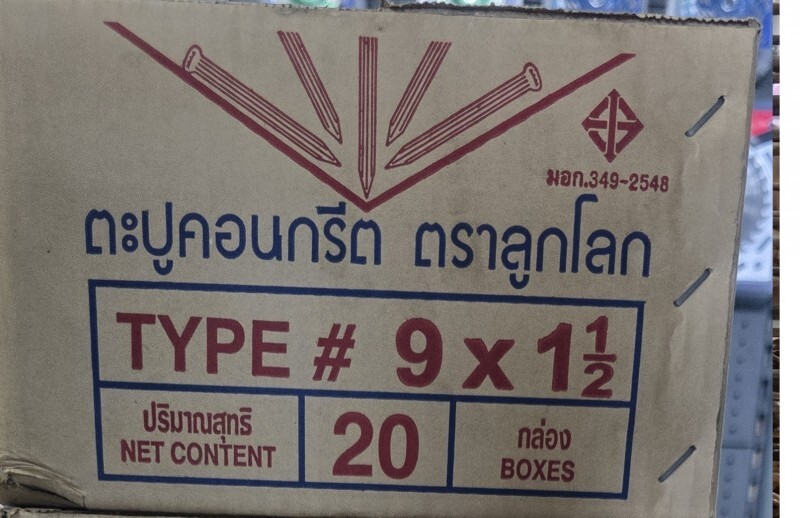 มอก.349-2548
ตะปูคอนกรีต ตราลูกโลก
TYPE # 9 x 1 1/2
ปริมาณสุทธิ
NET CONTENT
20
กล่อง
BOXES